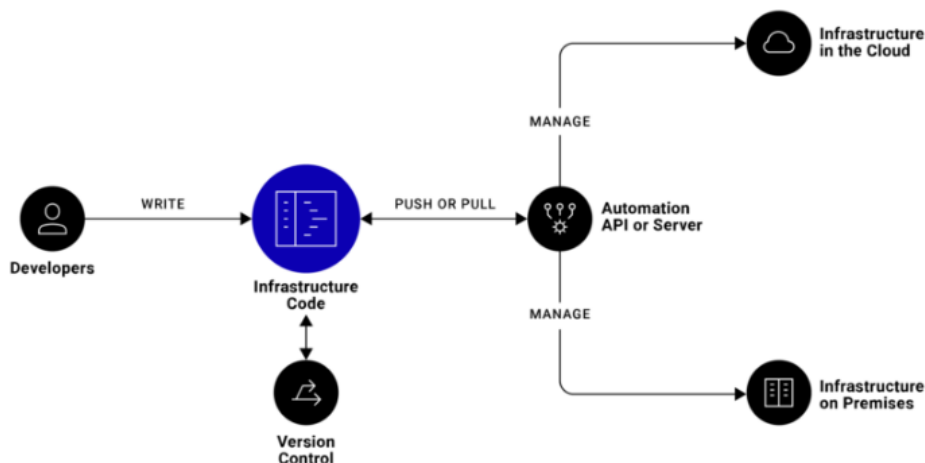 Infrastructure
in the Cloud
MANAGE
WRITE
PUSH OR PULL
Automation
API or Server
Developers
Infrastructure
Code
MANAGE
Infrastructure
on Premises
Version
Control